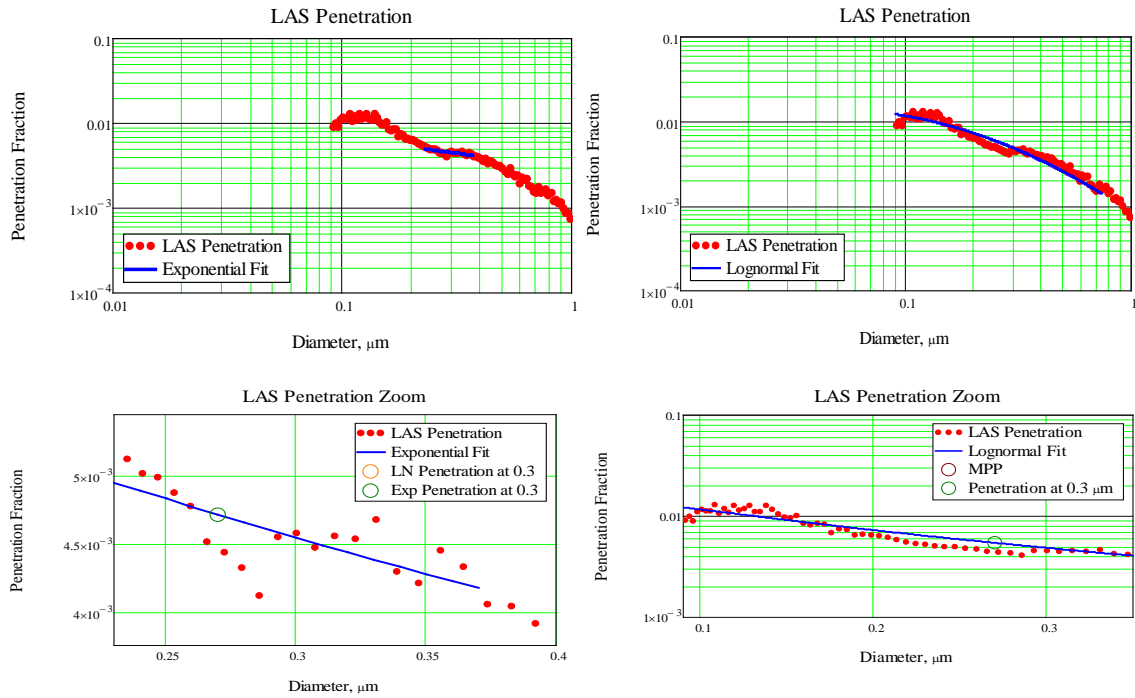 LAS Penetration
0.1
0.01
1×10⁻³
1×10⁻⁴
Penetration Fraction
LAS Penetration
Exponential Fit
0.01
0.1
1
Diameter, μm
LAS Penetration
0.1
0.01
1×10⁻³
1×10⁻⁴
Penetration Fraction
LAS Penetration
Lognormal Fit
0.01
0.1
1
Diameter, μm
LAS Penetration Zoom
5×10⁻³
4.5×10⁻³
4×10⁻³
Penetration Fraction
LAS Penetration
Exponential Fit
LN Penetration at 0.3
Exp Penetration at 0.3
0.25
0.3
0.35
0.4
Diameter, μm
LAS Penetration Zoom
0.1
0.01
1×10⁻³
Penetration Fraction
LAS Penetration
Lognormal Fit
MPP
Penetration at 0.3 μm
0.1
0.2
0.3
Diameter, μm